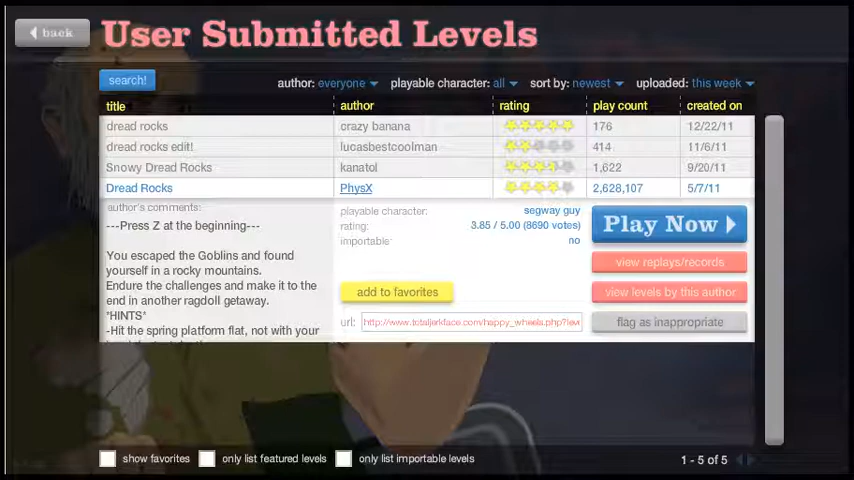 back
User Submitted Levels
search!
author: everyone playable character: all sort by: newest uploaded: this week
title author rating play count created on
dread rocks crazy banana 176 12/22/11
dread rocks edit! lucasbestcoolman 414 11/6/11
Snowy Dread Rocks kanatol 1,622 9/20/11
Dread Rocks PhysX 2,628,107 5/7/11
author's comments:
---Press Z at the beginning---
You escaped the Goblins and found
yourself in a rocky mountains.
Endure the challenges and make it to the
end in another ragdoll getaway.
*HINTS*
-Hit the spring platform flat, not with your
playable character: segway guy
rating: 3.85 / 5.00 (8690 votes)
importable: no
add to favorites
url: http://www.totaljerkface.com/happy_wheels.php?leve
Play Now
view replays/records
view levels by this author
flag as inappropriate
show favorites only list featured levels only list importable levels
1 - 5 of 5